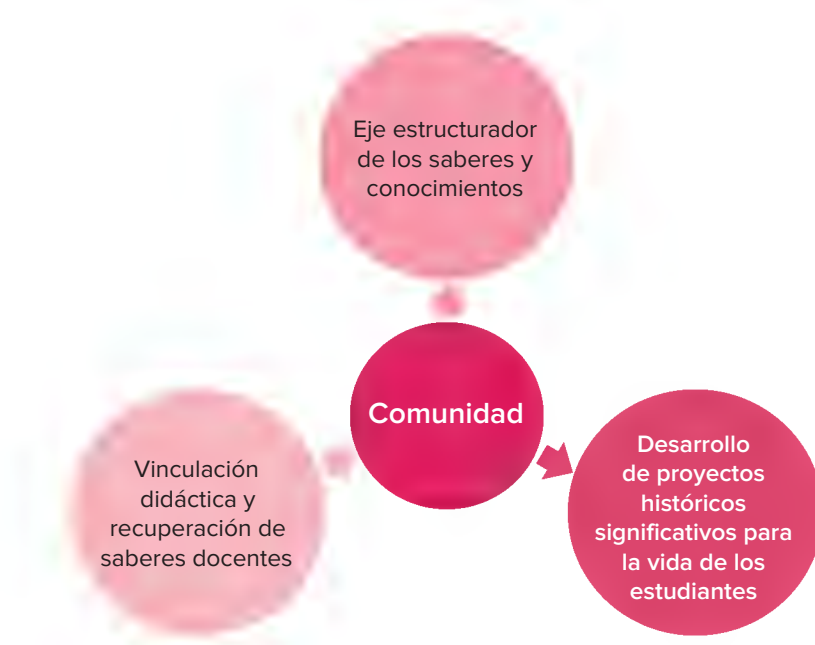 Eje estructurador
de los saberes y
conocimientos
Comunidad
Vinculación
didáctica y
recuperación de
saberes docentes
Desarrollo
de proyectos
históricos
significativos para
la vida de los
estudiantes